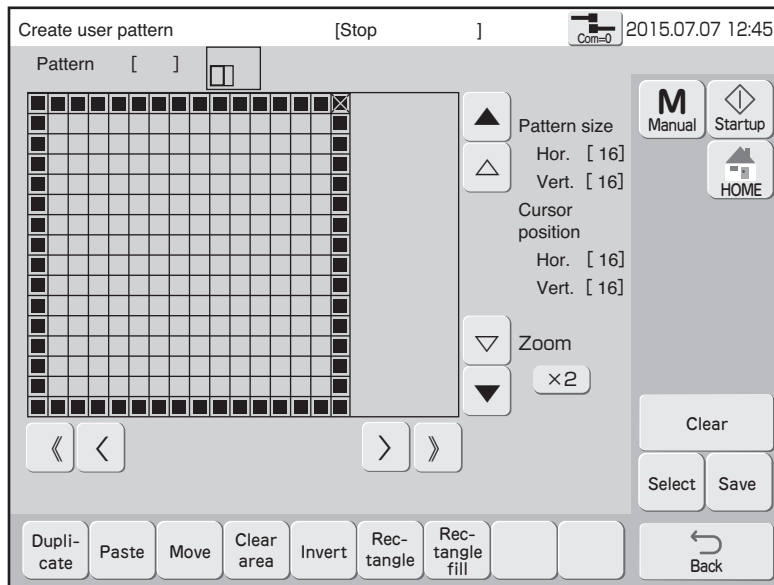 Create user pattern [Stop ] Com=0 2015.07.07 12:45
Pattern [ ]
M
Manual
Startup
HOME
Pattern size
Hor. [ 16]
Vert. [ 16]
Cursor
position
Hor. [ 16]
Vert. [ 16]
Zoom
×2
Clear
Select
Save
Dupli-
cate
Paste
Move
Clear
area
Invert
Rec-
tangle
Rec-
tangle
fill
Back